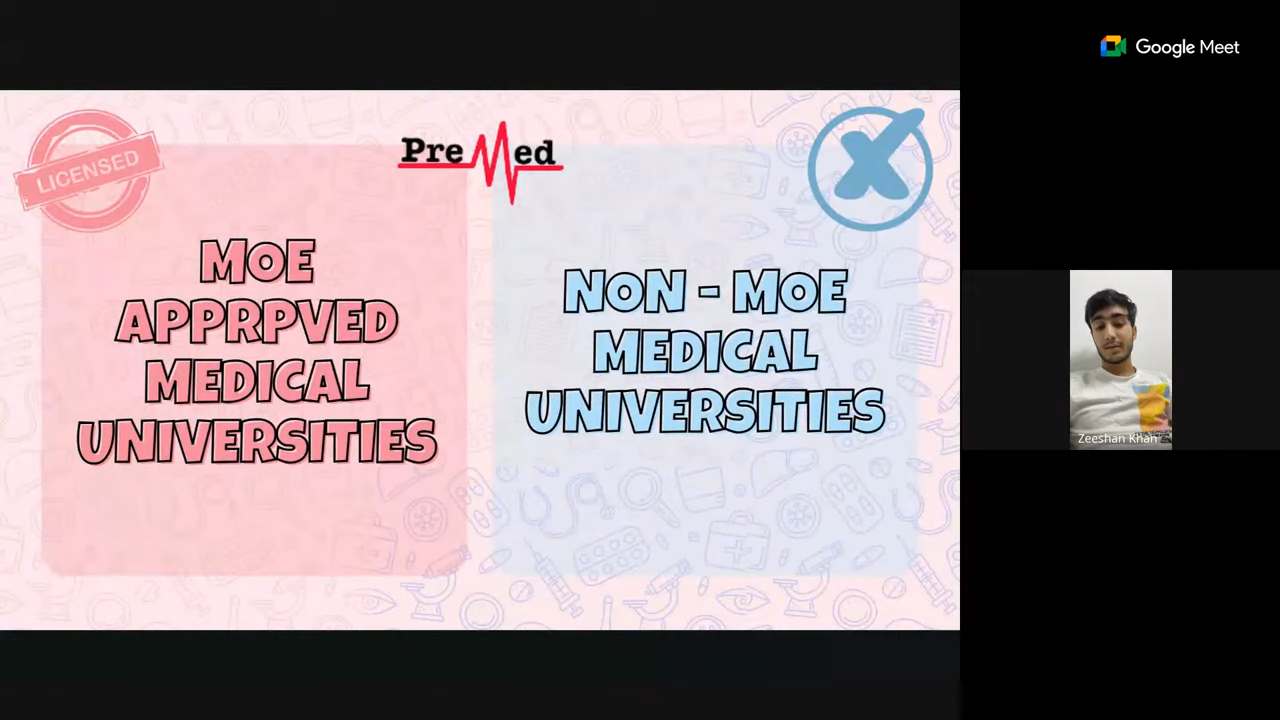 Google Meet
LICENSED
PreMed
MOE
APPRPVED
MEDICAL
UNIVERSITIES
NON - MOE
MEDICAL
UNIVERSITIES
Zeeshan Khan